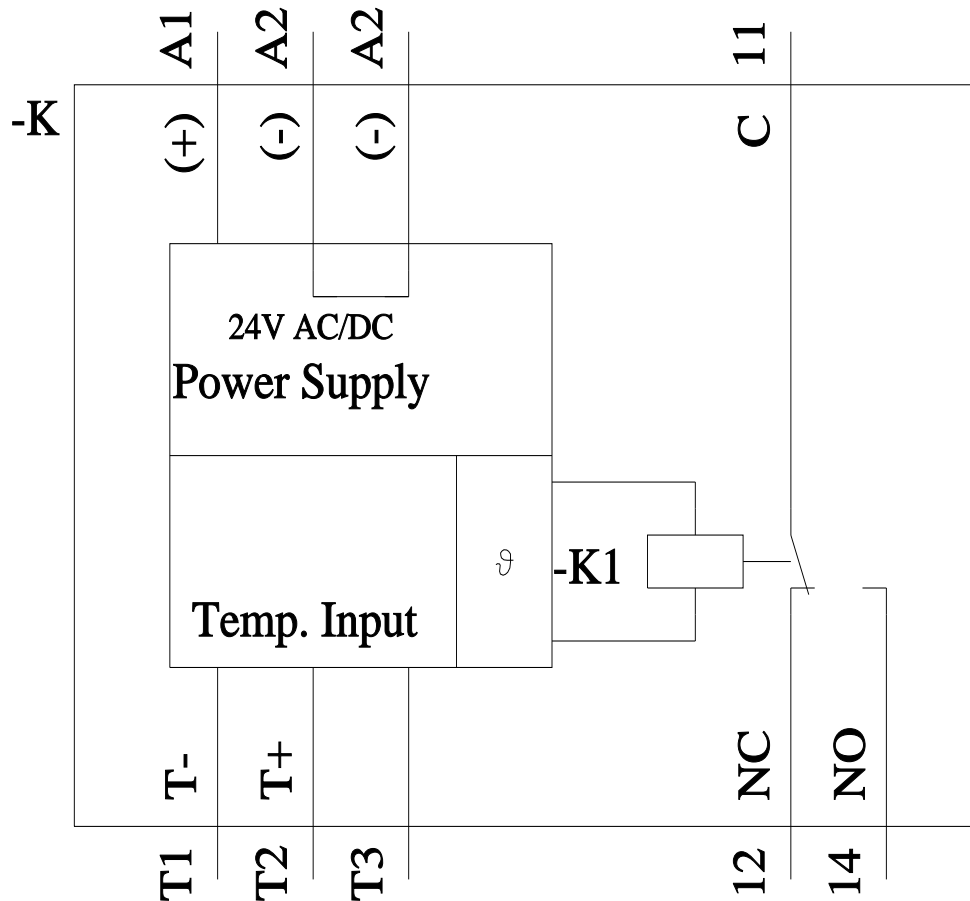 A1
A2
A2
11
-K
(+)
(-)
(-)
C
24V AC/DC
Power Supply
Temp. Input
ϑ
-K1
T-
T+
NC
NO
T1
T2
T3
12
14